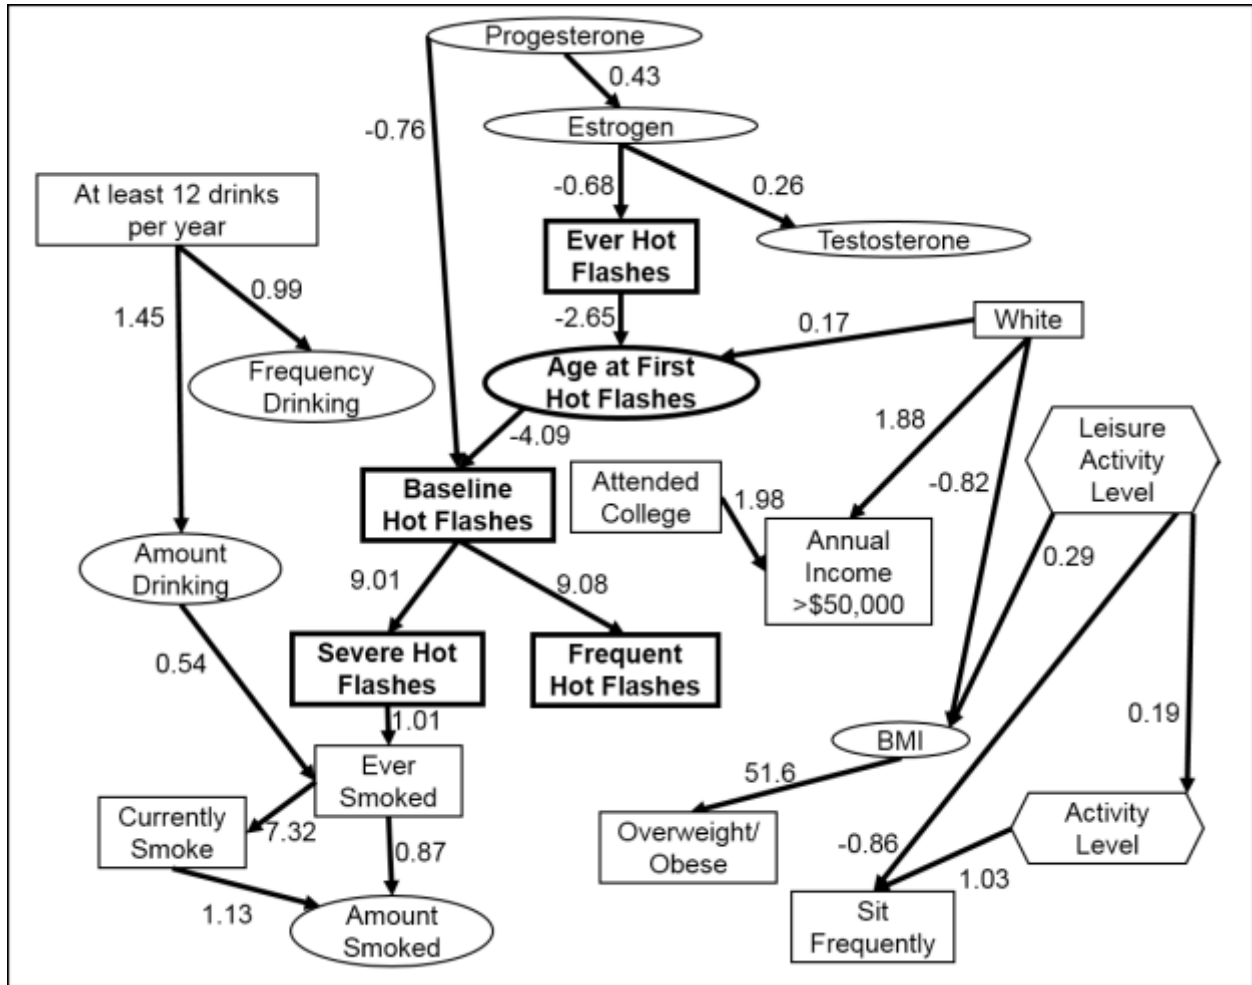 Progesterone
0.43
-0.76
Estrogen
-0.68
0.26
At least 12 drinks
per year
Ever Hot
Flashes
Testosterone
0.99
1.45
-2.65
0.17
White
Frequency
Drinking
Age at First
Hot Flashes
-4.09
1.88
-0.82
Leisure
Activity
Level
Baseline
Hot Flashes
Attended
College
1.98
Annual
Income
>$50,000
0.29
Amount
Drinking
9.01
9.08
0.54
Severe Hot
Flashes
Frequent
Hot Flashes
1.01
0.19
BMI
51.6
Ever
Smoked
Currently
Smoke
7.32
0.87
Overweight/
Obese
-0.86
Activity
Level
1.03
1.13
Amount
Smoked
Sit
Frequently